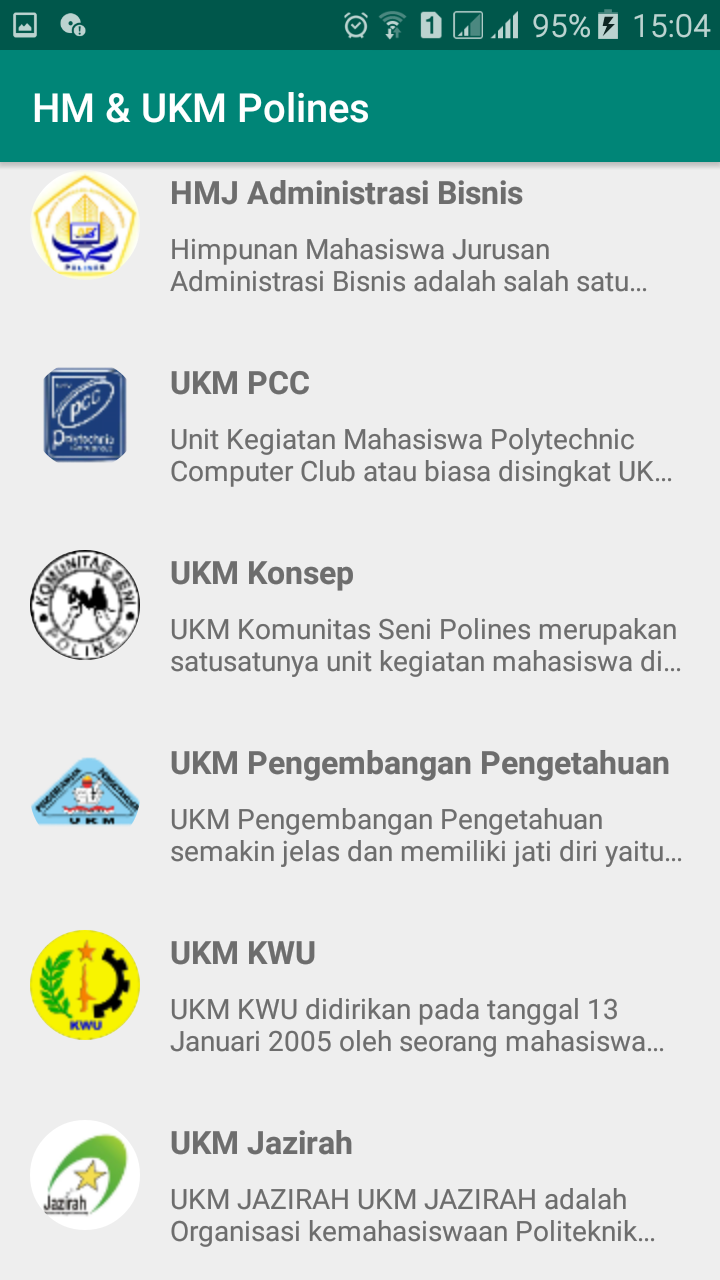 95% 15:04
HM & UKM Polines
HMJ Administrasi Bisnis
Himpunan Mahasiswa Jurusan
Administrasi Bisnis adalah salah satu...
POLINES
UKM PCC
Unit Kegiatan Mahasiswa Polytechnic
Computer Club atau biasa disingkat UK...
PCC
Polytechnic
UKM Konsep
UKM Komunitas Seni Polines merupakan
satusatunya unit kegiatan mahasiswa di...
KOMUNITAS SENI
POLINES
UKM Pengembangan Pengetahuan
UKM Pengembangan Pengetahuan
semakin jelas dan memiliki jati diri yaitu...
PENGEMBANGAN PENGETAHUAN
UKM
UKM KWU
UKM KWU didirikan pada tanggal 13
Januari 2005 oleh seorang mahasiswa...
KWU
UKM Jazirah
UKM JAZIRAH UKM JAZIRAH adalah
Organisasi kemahasiswaan Politeknik...
Jazirah